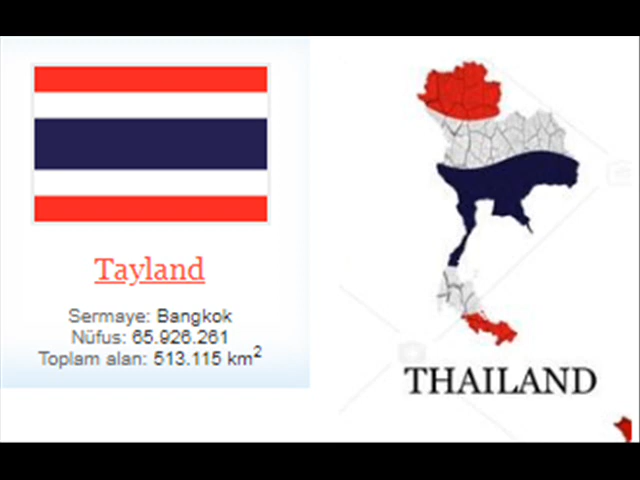 Tayland
Sermaye: Bangkok
Nüfus: 65.926.261
Toplam alan: 513.115 km²
THAILAND